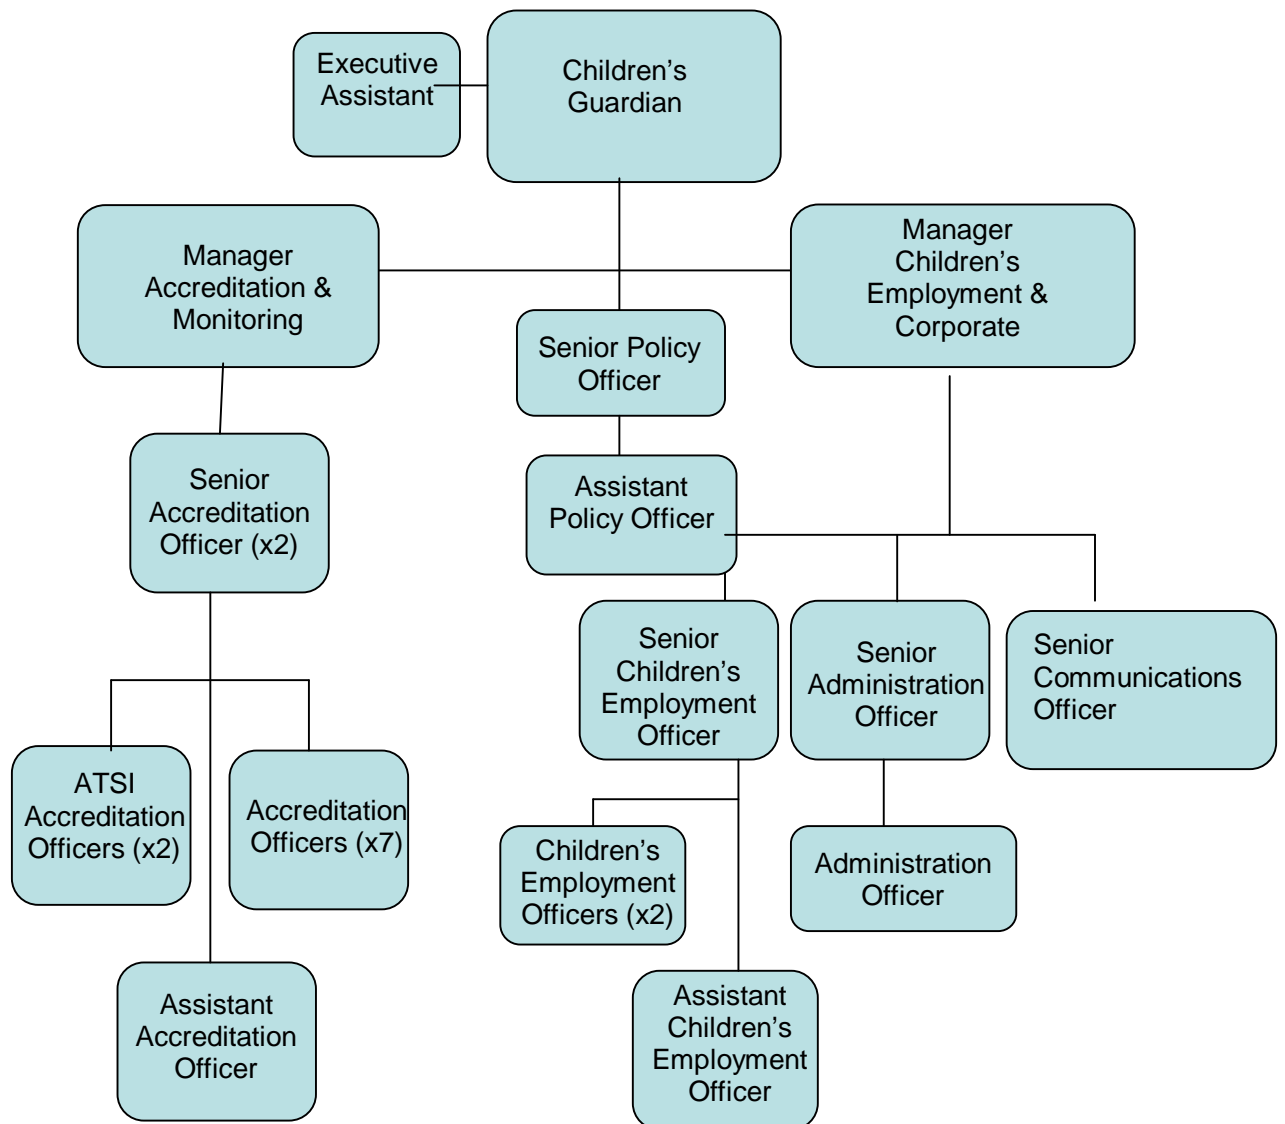 Executive
Assistant
Children’s
Guardian
Manager
Accreditation &
Monitoring
Manager
Children’s
Employment &
Corporate
Senior Policy
Officer
Senior
Accreditation
Officer (x2)
Assistant
Policy Officer
Senior
Children’s
Employment
Officer
Senior
Administration
Officer
Senior
Communications
Officer
ATSI
Accreditation
Officers (x2)
Accreditation
Officers (x7)
Children’s
Employment
Officers (x2)
Administration
Officer
Assistant
Accreditation
Officer
Assistant
Children’s
Employment
Officer